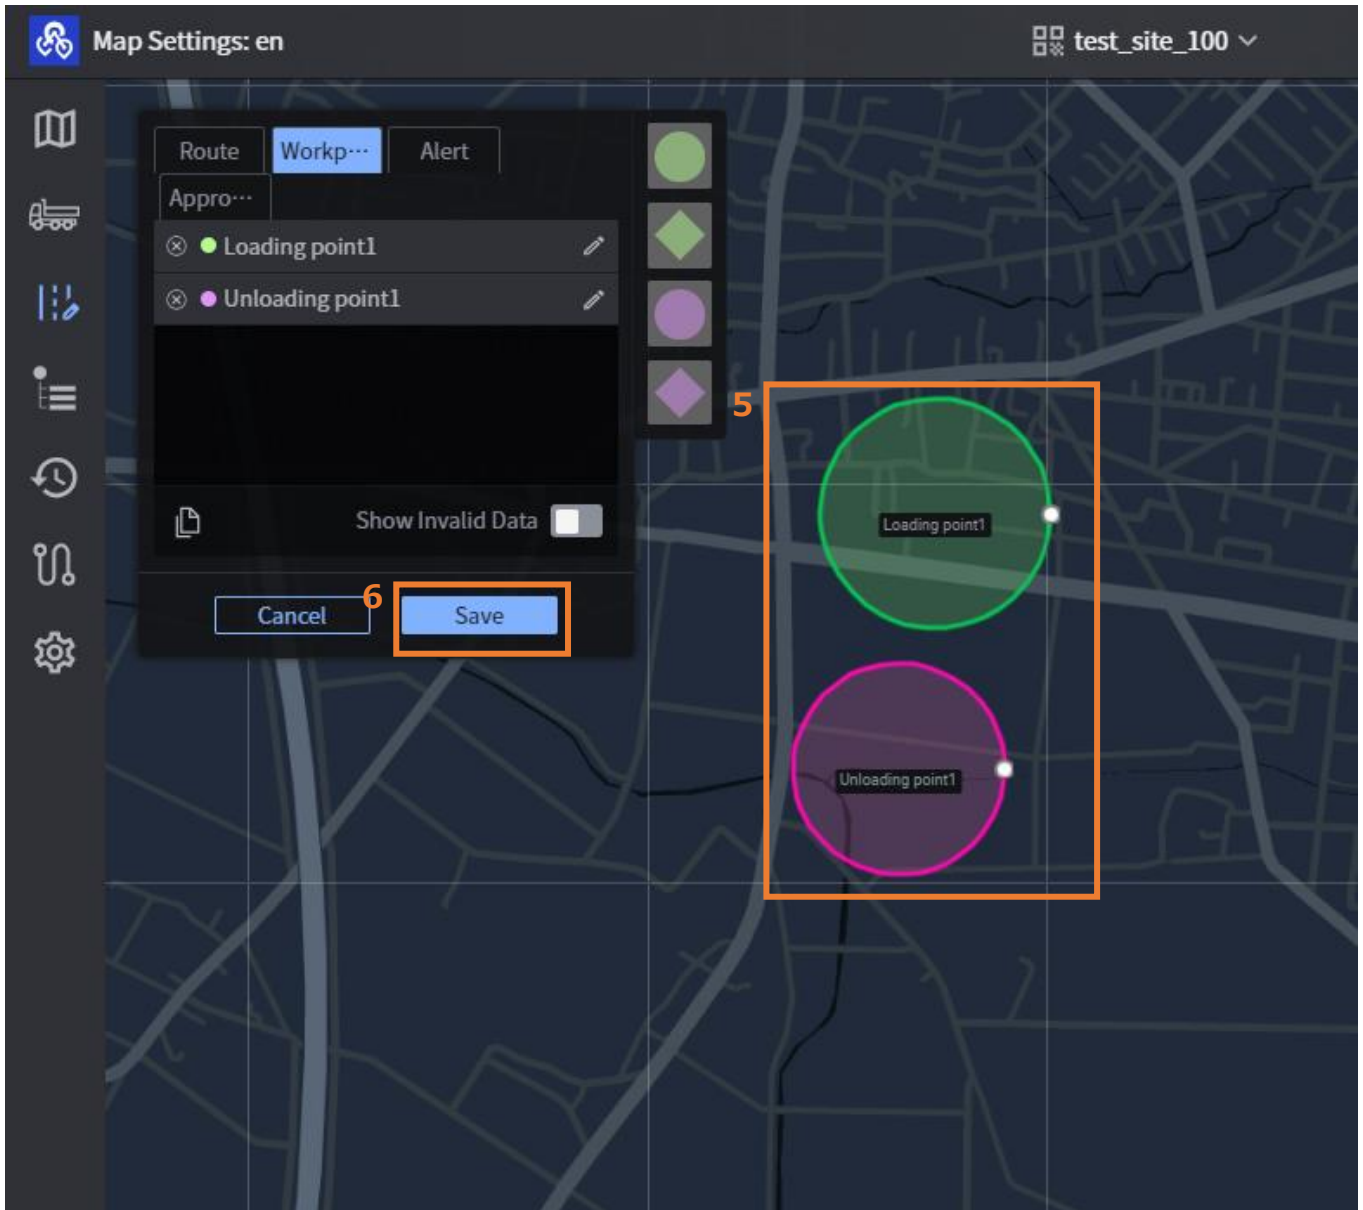 Map Settings: en
test_site_100
Route
Workp···
Alert
Appro···
Loading point1
Unloading point1
5
Loading point1
Show Invalid Data
6
Cancel
Save
Unloading point1